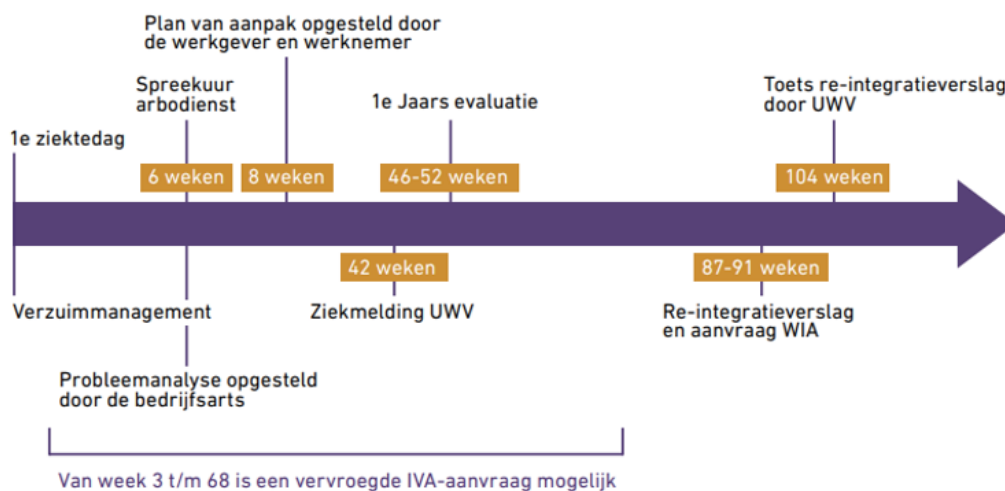 Plan van aanpak opgesteld door
de werkgever en werknemer
Spreekuur
arbodienst
1e Jaars evaluatie
Toets re-integratieverslag
door UWV
1e ziektedag
6 weken
8 weken
46-52 weken
104 weken
42 weken
87-91 weken
Verzuimmanagement
Ziekmelding UWV
Re-integratieverslag
en aanvraag WIA
Probleemanalyse opgesteld
door de bedrijfsarts
Van week 3 t/m 68 is een vervroegde IVA-aanvraag mogelijk